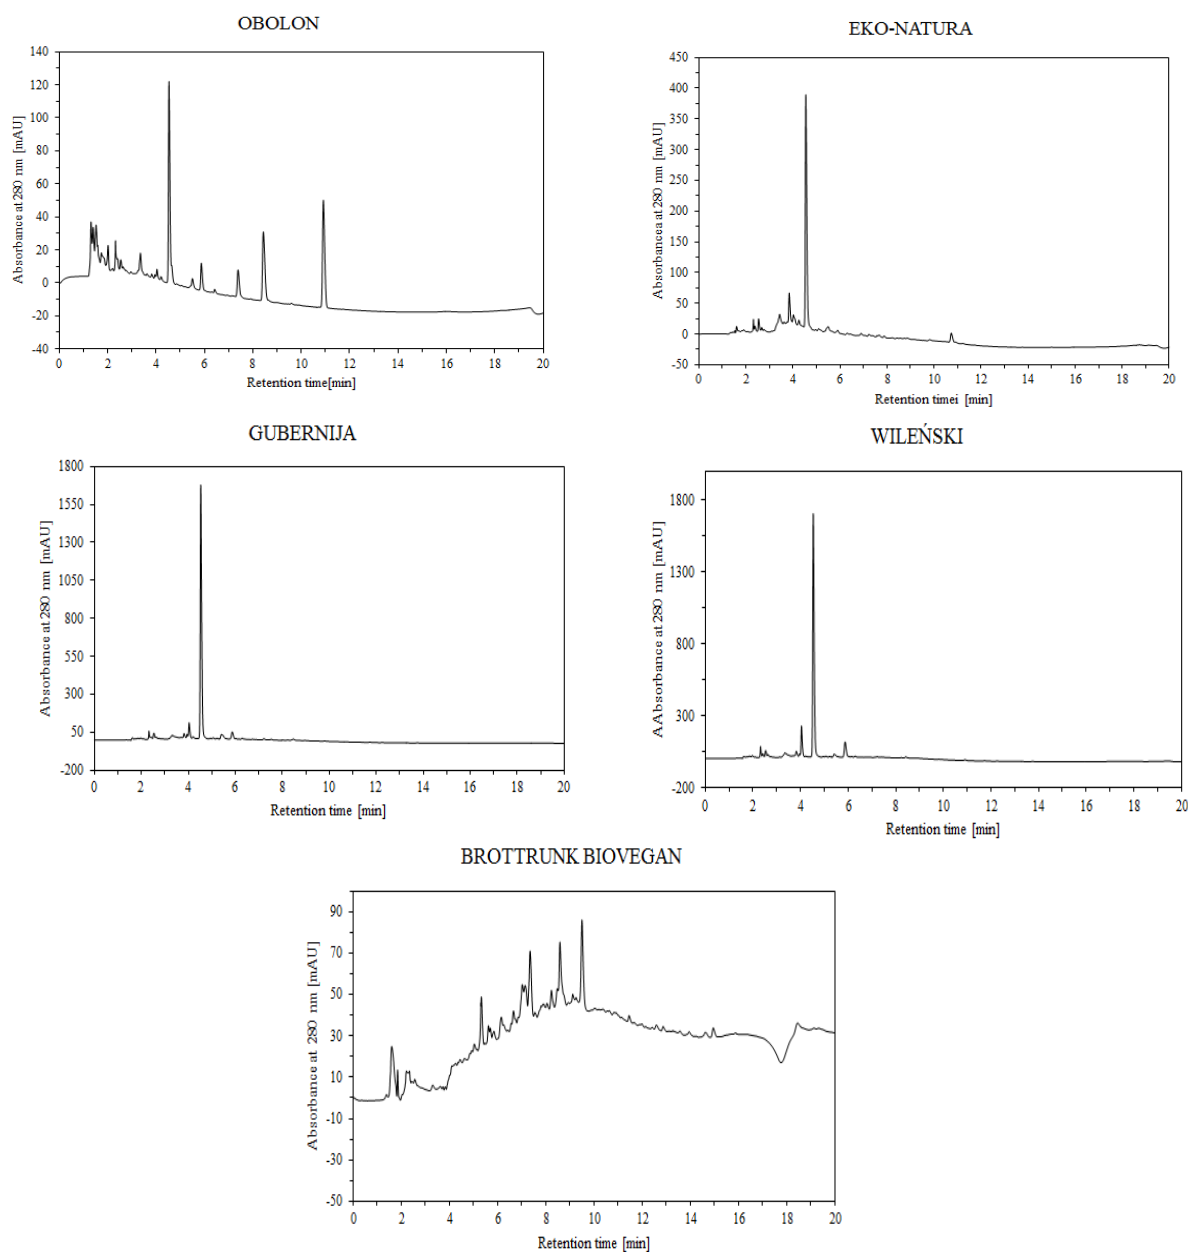 OBOLON
140
120
100
80
60
40
20
0
-20
-40
Absorbance at 280 nm [mAU]
0 2 4 6 8 10 12 14 16 18 20
Retention time[min]
EKO-NATURA
450
400
350
300
250
200
150
100
50
0
-50
Absorbancea at 280 nm [mAU]
0 2 4 6 8 10 12 14 16 18 20
Retention timei [min]
GUBERNIJA
1800
1550
1300
1050
800
550
300
50
-200
Absorbance at 280 nm [mAU]
0 2 4 6 8 10 12 14 16 18 20
Retention time [min]
WILEŃSKI
1800
1300
800
300
-200
AAbsorbance at 280 nm [mAU]
0 2 4 6 8 10 12 14 16 18 20
Retention time [min]
BROTTRUNK BIOVEGAN
90
70
50
30
10
-10
-30
-50
Absorbance at 280 nm [mAU]
0 2 4 6 8 10 12 14 16 18 20
Retention time [min]